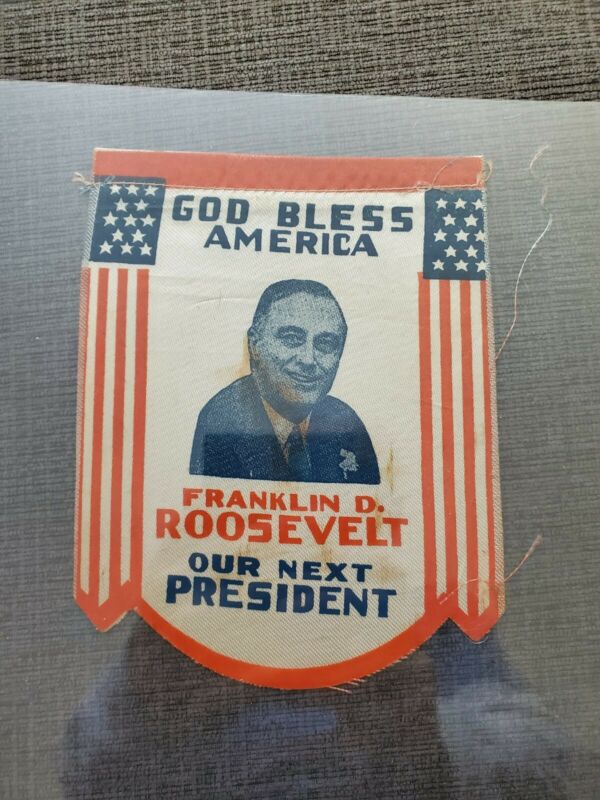 GOD BLESS
AMERICA
FRANKLIN D.
ROOSEVELT
OUR NEXT
PRESIDENT